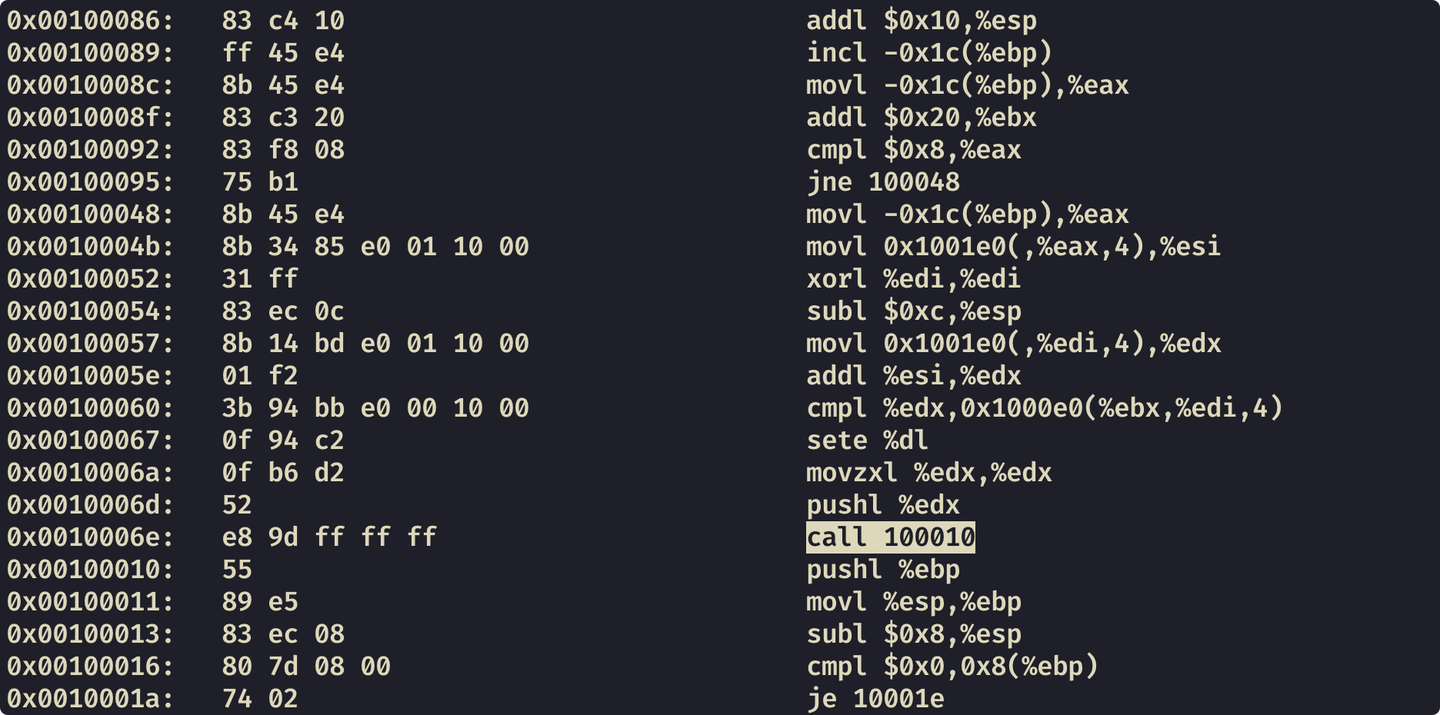 0x00100086:   83 c4 10                              addl $0x10,%esp
0x00100089:   ff 45 e4                              incl -0x1c(%ebp)
0x0010008c:   8b 45 e4                              movl -0x1c(%ebp),%eax
0x0010008f:   83 c3 20                              addl $0x20,%ebx
0x00100092:   83 f8 08                              cmpl $0x8,%eax
0x00100095:   75 b1                                 jne 100048
0x00100048:   8b 45 e4                              movl -0x1c(%ebp),%eax
0x0010004b:   8b 34 85 e0 01 10 00                  movl 0x1001e0(,%eax,4),%esi
0x00100052:   31 ff                                 xorl %edi,%edi
0x00100054:   83 ec 0c                              subl $0xc,%esp
0x00100057:   8b 14 bd e0 01 10 00                  movl 0x1001e0(,%edi,4),%edx
0x0010005e:   01 f2                                 addl %esi,%edx
0x00100060:   3b 94 bb e0 00 10 00                  cmpl %edx,0x1000e0(%ebx,%edi,4)
0x00100067:   0f 94 c2                              sete %dl
0x0010006a:   0f b6 d2                              movzxl %edx,%edx
0x0010006d:   52                                    pushl %edx
0x0010006e:   e8 9d ff ff ff                        call 100010
0x00100010:   55                                    pushl %ebp
0x00100011:   89 e5                                 movl %esp,%ebp
0x00100013:   83 ec 08                              subl $0x8,%esp
0x00100016:   80 7d 08 00                           cmpl $0x0,0x8(%ebp)
0x0010001a:   74 02                                 je 10001e